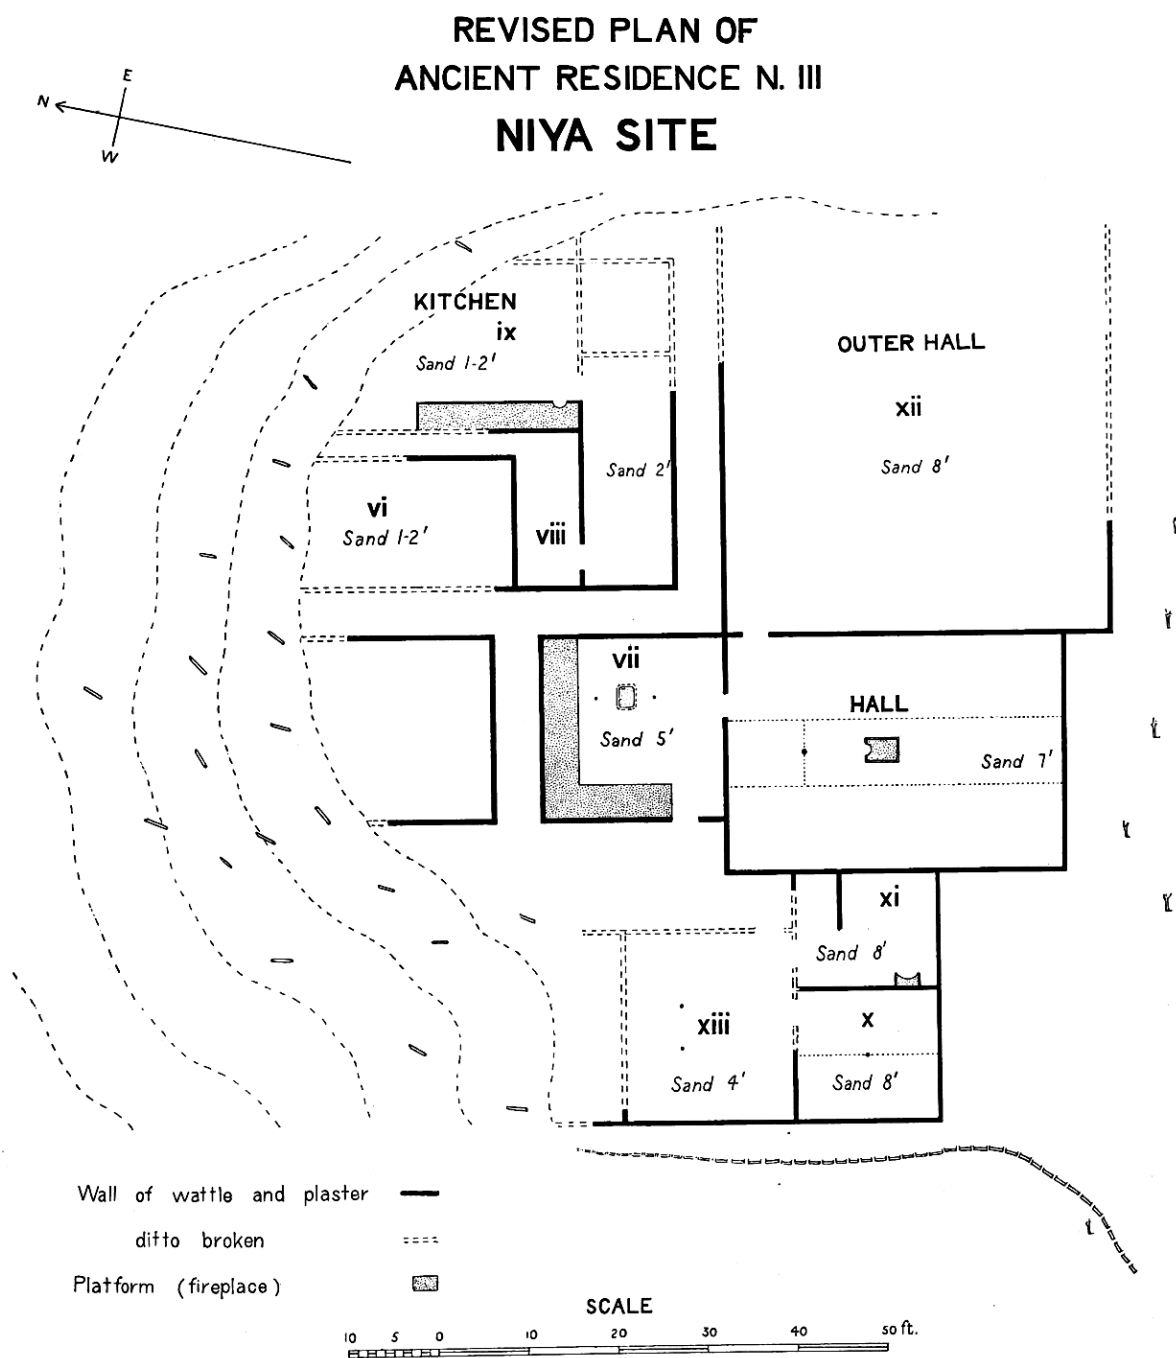 REVISED PLAN OF
ANCIENT RESIDENCE N. III
NIYA SITE
E
N
W
KITCHEN
ix
Sand 1-2'
OUTER HALL
xii
Sand 8'
Sand 2'
vi
Sand 1-2'
viii
vii
Sand 5'
HALL
Sand 7'
xi
Sand 8'
xiii
Sand 4'
x
Sand 8'
Wall of wattle and plaster
ditto broken
Platform (fireplace)
SCALE
10 5 0 10 20 30 40 50 ft.